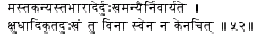 मस्तकन्यस्तभारादेर्दुःखमन्यैर्निवार्यते ।
क्षुधादिकृतदुःखं तु विना स्वेन न केनचित् ॥ ५२॥